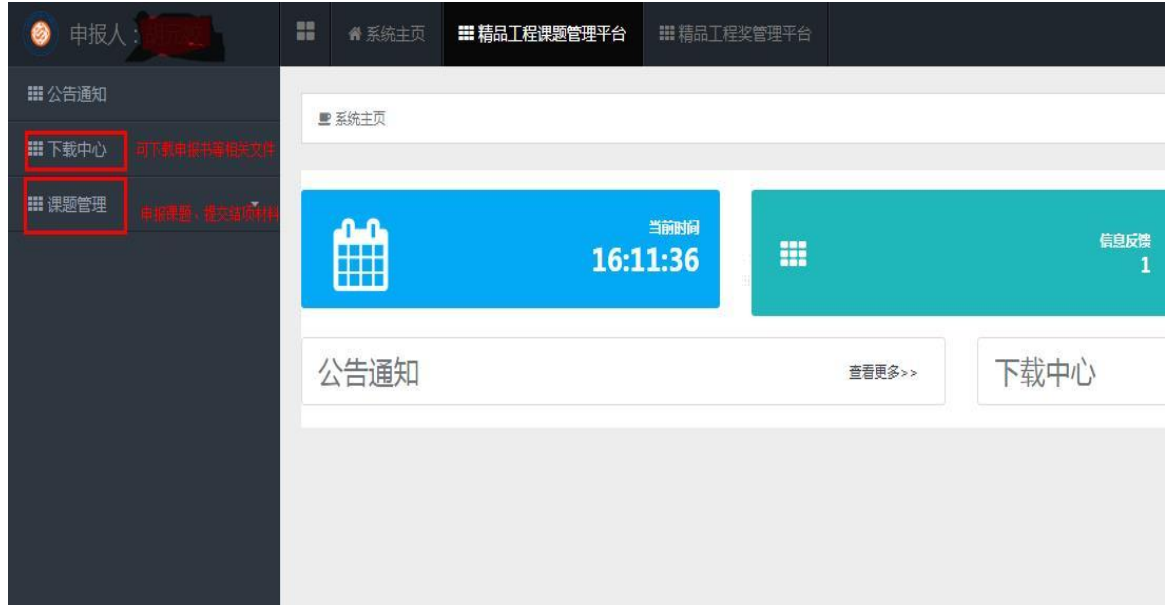 申报人：
系统主页
精品工程课题管理平台
精品工程奖管理平台
公告通知
下载中心
可下载申报书等相关文件
课题管理
申报课题，提交结项材料
系统主页
当前时间
16:11:36
信息反馈
1
公告通知
查看更多>>
下载中心